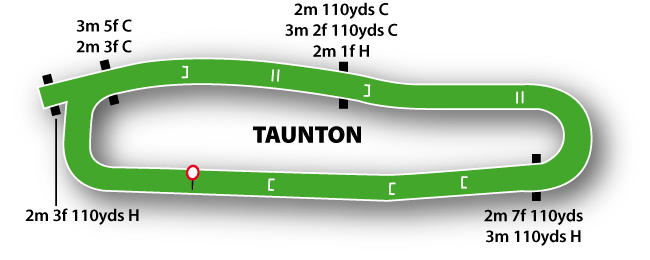 3m 5f C
2m 3f C
2m 110yds C
3m 2f 110yds C
2m 1f H
TAUNTON
2m 3f 110yds H
2m 7f 110yds
3m 110yds H